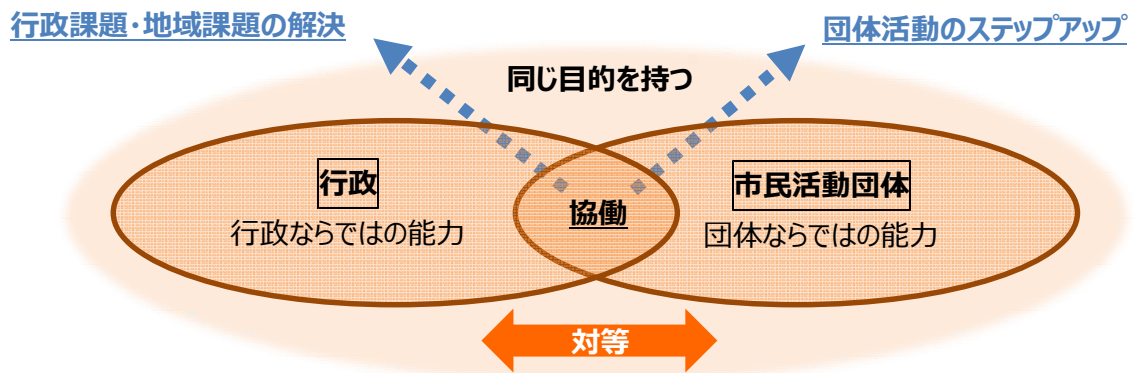 行政課題・地域課題の解決
団体活動のステップアップ
同じ目的を持つ
行政
行政ならではの能力
協働
市民活動団体
団体ならではの能力
対等